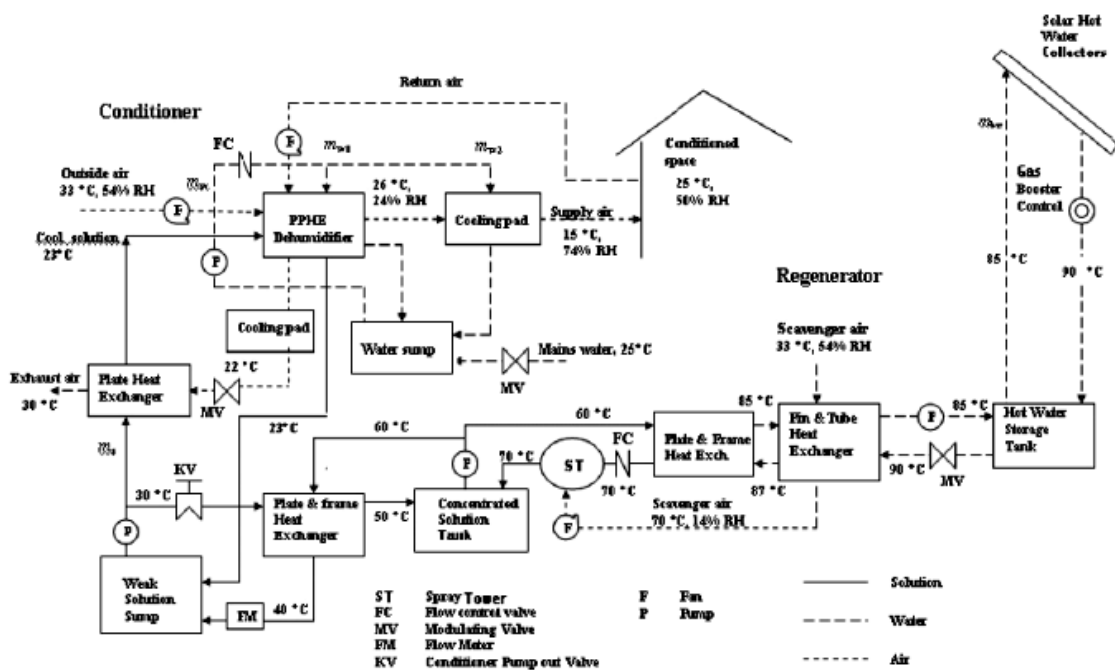 Solar Hot
Water
Collectors
Return air
Conditioner
FC
Outside air
33 °C, 54% RH
26 °C,
24% RH
Conditioned
space
25 °C,
50% RH
Gas
Booster
Control
PPHE
Dehumidifier
Cooling pad
Supply air
15 °C,
74% RH
Cool solution
23°C
F
P
85 °C
90 °C
Regenerator
Cooling pad
Water sump
Mains water, 25°C
MV
Scavenger air
33 °C, 54% RH
22 °C
Exhaust air
30 °C
Plate Heat
Exchanger
MV
23°C
60 °C
60 °C
FC
85 °C
Plate & Frame
Heat Exch.
Fin & Tube
Heat
Exchanger
P
85 °C
Hot Water
Storage
Tank
90 °C
MV
87 °C
KV
30 °C
P
70 °C
ST
70 °C
Scavenger air
70 °C, 14% RH
F
Plate & frame
Heat
Exchanger
50 °C
Concentrated
Solution
Tank
P
Weak
Solution
Sump
FM
40 °C
ST Spray Tower
FC Flow control valve
MV Modulating Valve
FM Flow Meter
KV Conditioner Pump out Valve
F Fan
P Pump
Solution
Water
Air